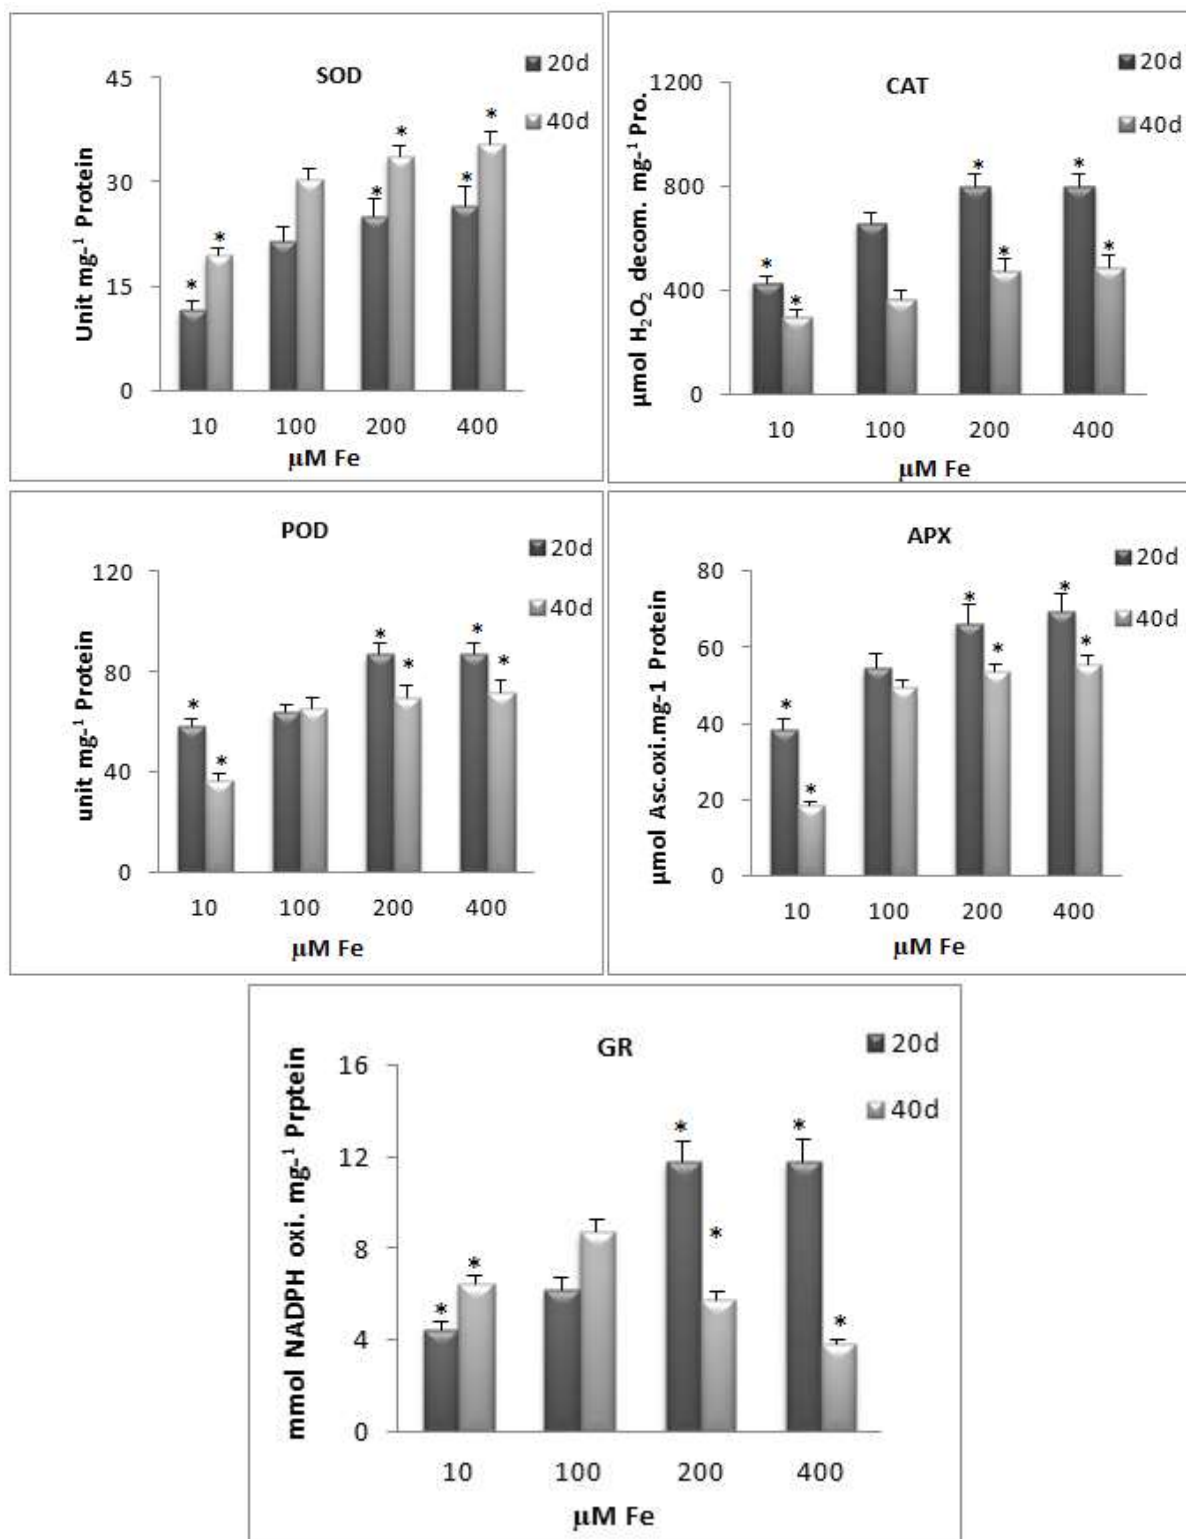 SOD
20d
40d
Unit mg-¹ Protein
45
30
15
0
* * * * * *
10 100 200 400
µM Fe
CAT
20d
40d
µmol H₂O₂ decom. mg-¹ Pro.
1200
800
400
0
* * * * * *
10 100 200 400
µM Fe
POD
20d
40d
unit mg-¹ Protein
120
80
40
0
* * * * * *
10 100 200 400
µM Fe
APX
20d
40d
µmol Asc.oxi.mg-1 Protein
80
60
40
20
0
* * * * * *
10 100 200 400
µM Fe
GR
20d
40d
mmol NADPH oxi. mg-¹ Prptein
16
12
8
4
0
* * * * * *
10 100 200 400
µM Fe